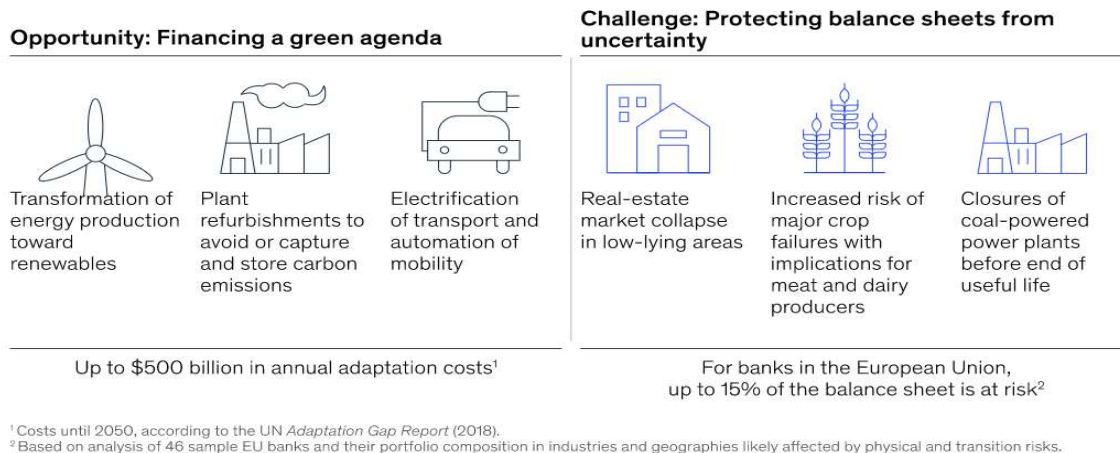 Opportunity: Financing a green agenda
Challenge: Protecting balance sheets from
uncertainty
Transformation of
energy production
toward
renewables
Plant
refurbishments to
avoid or capture
and store carbon
emissions
Electrification
of transport and
automation of
mobility
Real-estate
market collapse
in low-lying areas
Increased risk of
major crop
failures with
implications for
meat and dairy
producers
Closures of
coal-powered
power plants
before end of
useful life
Up to $500 billion in annual adaptation costs¹
For banks in the European Union,
up to 15% of the balance sheet is at risk²
¹ Costs until 2050, according to the UN Adaptation Gap Report (2018).
² Based on analysis of 46 sample EU banks and their portfolio composition in industries and geographies likely affected by physical and transition risks.